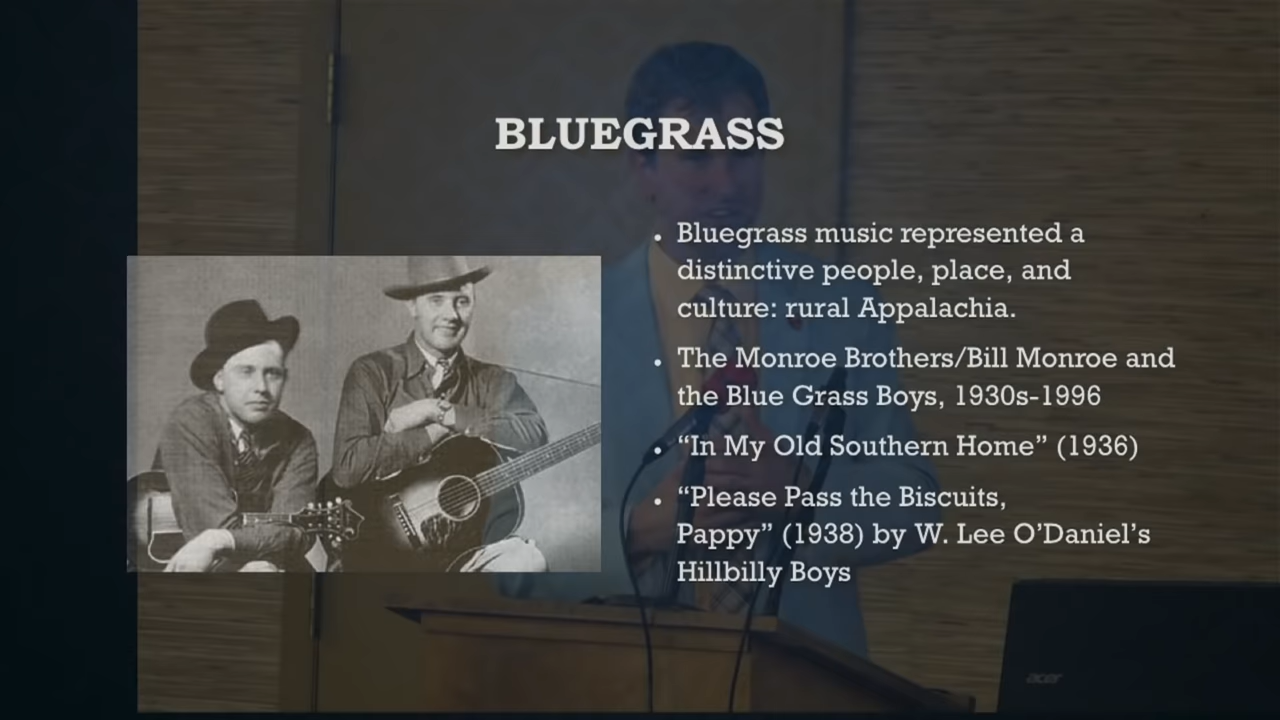 BLUEGRASS
• Bluegrass music represented a
distinctive people, place, and
culture: rural Appalachia.
• The Monroe Brothers/Bill Monroe and
the Blue Grass Boys, 1930s-1996
• “In My Old Southern Home” (1936)
• “Please Pass the Biscuits,
Pappy” (1938) by W. Lee O’Daniel’s
Hillbilly Boys
acer